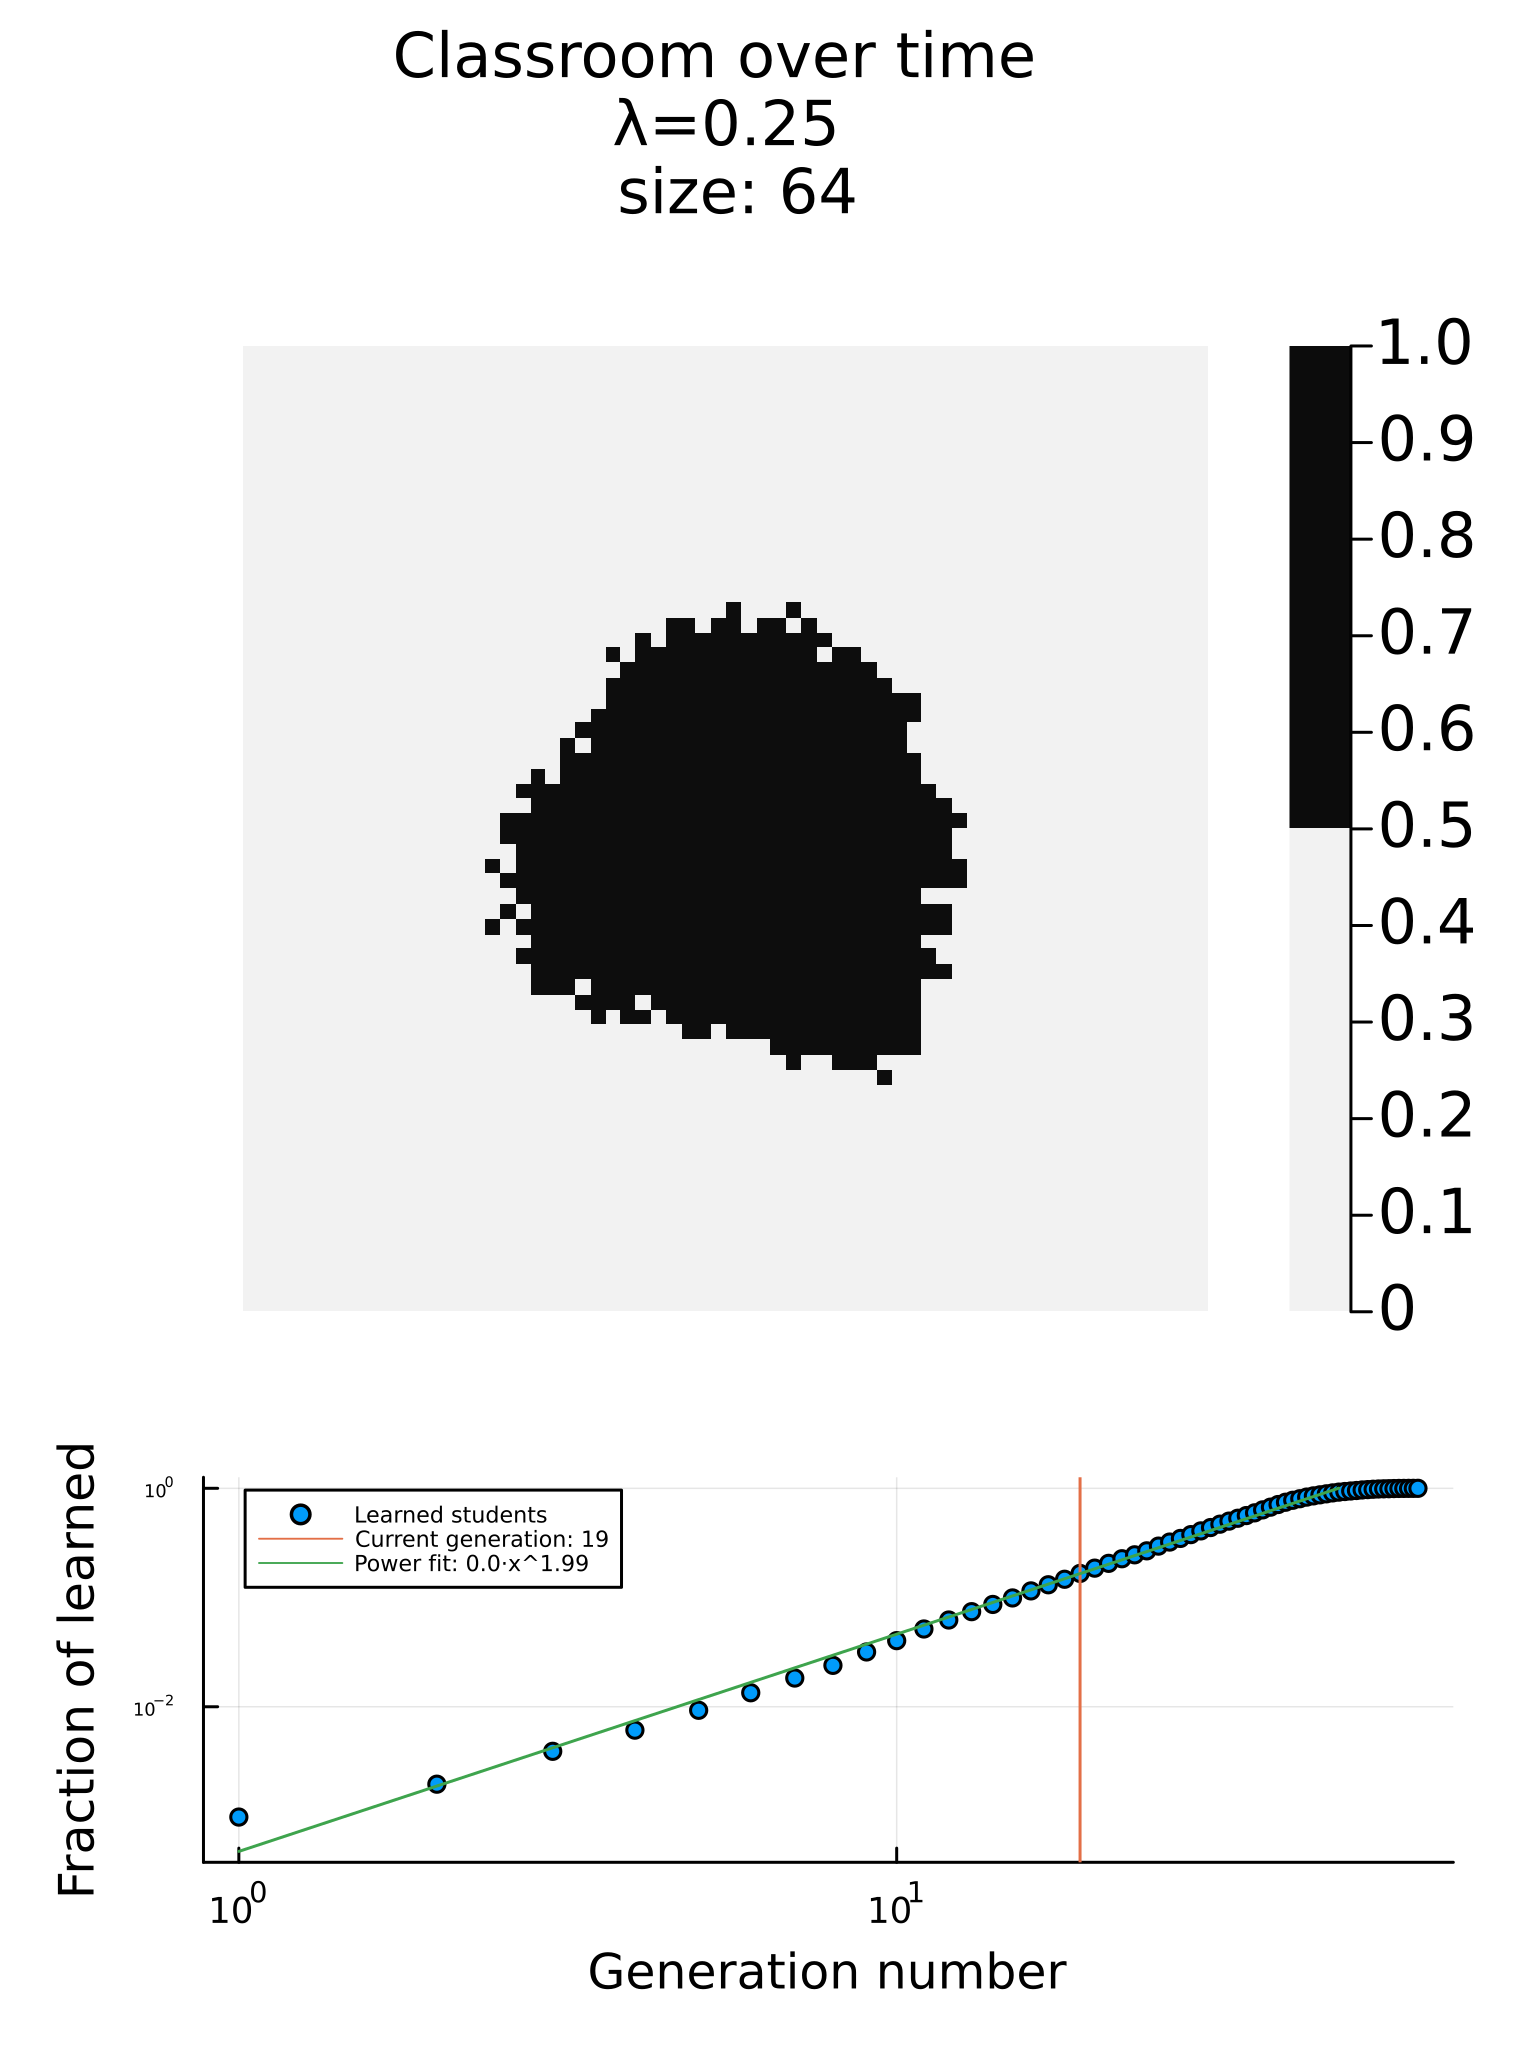 Classroom over time
λ=0.25
size: 64
1.0
0.9
0.8
0.7
0.6
0.5
0.4
0.3
0.2
0.1
0
Fraction of learned
10^0
10^-2
Learned students
Current generation: 19
Power fit: 0.0·x^1.99
10^0
10^1
Generation number